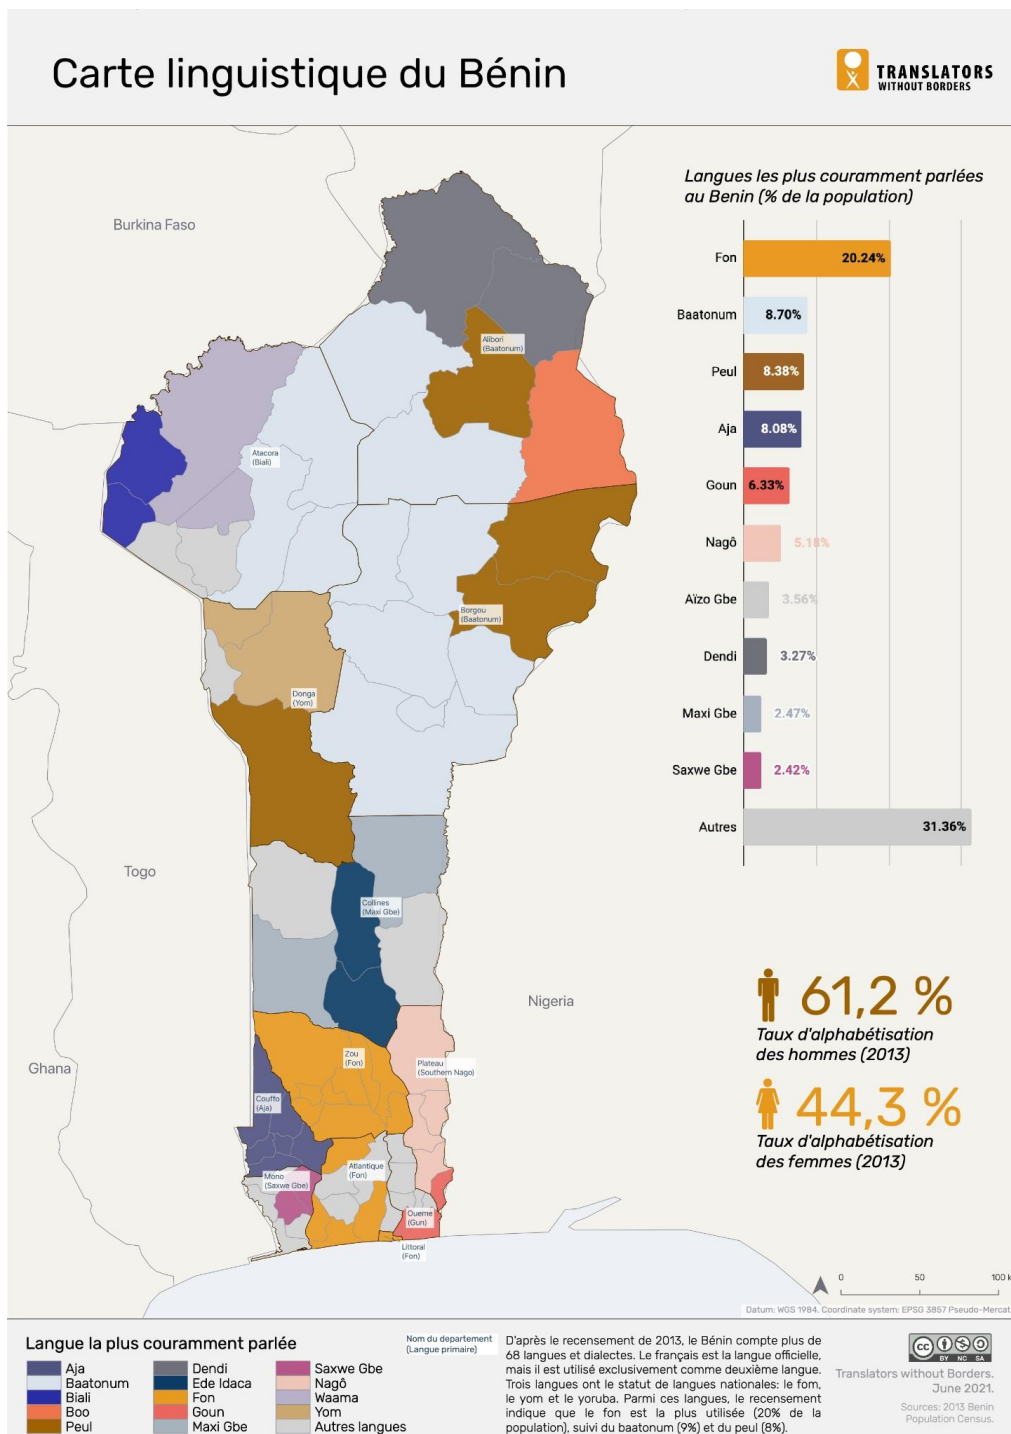 Carte linguistique du Bénin
TRANSLATORS
WITHOUT BORDERS
Langues les plus couramment parlées
au Benin (% de la population)
Fon
20.24%
Baatonum
8.70%
Peul
8.38%
Aja
8.08%
Goun
6.33%
Nagô
5.18%
Aïzo Gbe
3.56%
Dendi
3.27%
Maxi Gbe
2.47%
Saxwe Gbe
2.42%
Autres
31.36%
Burkina Faso
Alibori
(Baatonum)
Atacora
(Biali)
Borgou
(Baatonum)
Donga
(Yom)
Togo
Collines
(Maxi Gbe)
Nigeria
Ghana
Zou
(Fon)
Plateau
(Southern Nago)
Couffo
(Aja)
Atlantique
(Fon)
Mono
(Saxwe Gbe)
Oueme
(Gun)
Littoral
(Fon)
61,2 %
Taux d'alphabétisation
des hommes (2013)
44,3 %
Taux d'alphabétisation
des femmes (2013)
0 50 100 k
Datum: WGS 1984. Coordinate system: EPSG 3857 Pseudo-Mercat
Langue la plus couramment parlée
Nom du departement
(Langue primaire)
Aja
Baatonum
Biali
Boo
Peul
Dendi
Ede Idaca
Fon
Goun
Maxi Gbe
Saxwe Gbe
Nagô
Waama
Yom
Autres langues
D'après le recensement de 2013, le Bénin compte plus de
68 langues et dialectes. Le français est la langue officielle,
mais il est utilisé exclusivement comme deuxième langue.
Trois langues ont le statut de langues nationales: le fom,
le yom et le yoruba. Parmi ces langues, le recensement
indique que le fon est la plus utilisée (20% de la
population), suivi du baatonum (9%) et du peul (8%).
cc
BY NC SA
Translators without Borders.
June 2021.
Sources: 2013 Benin
Population Census.